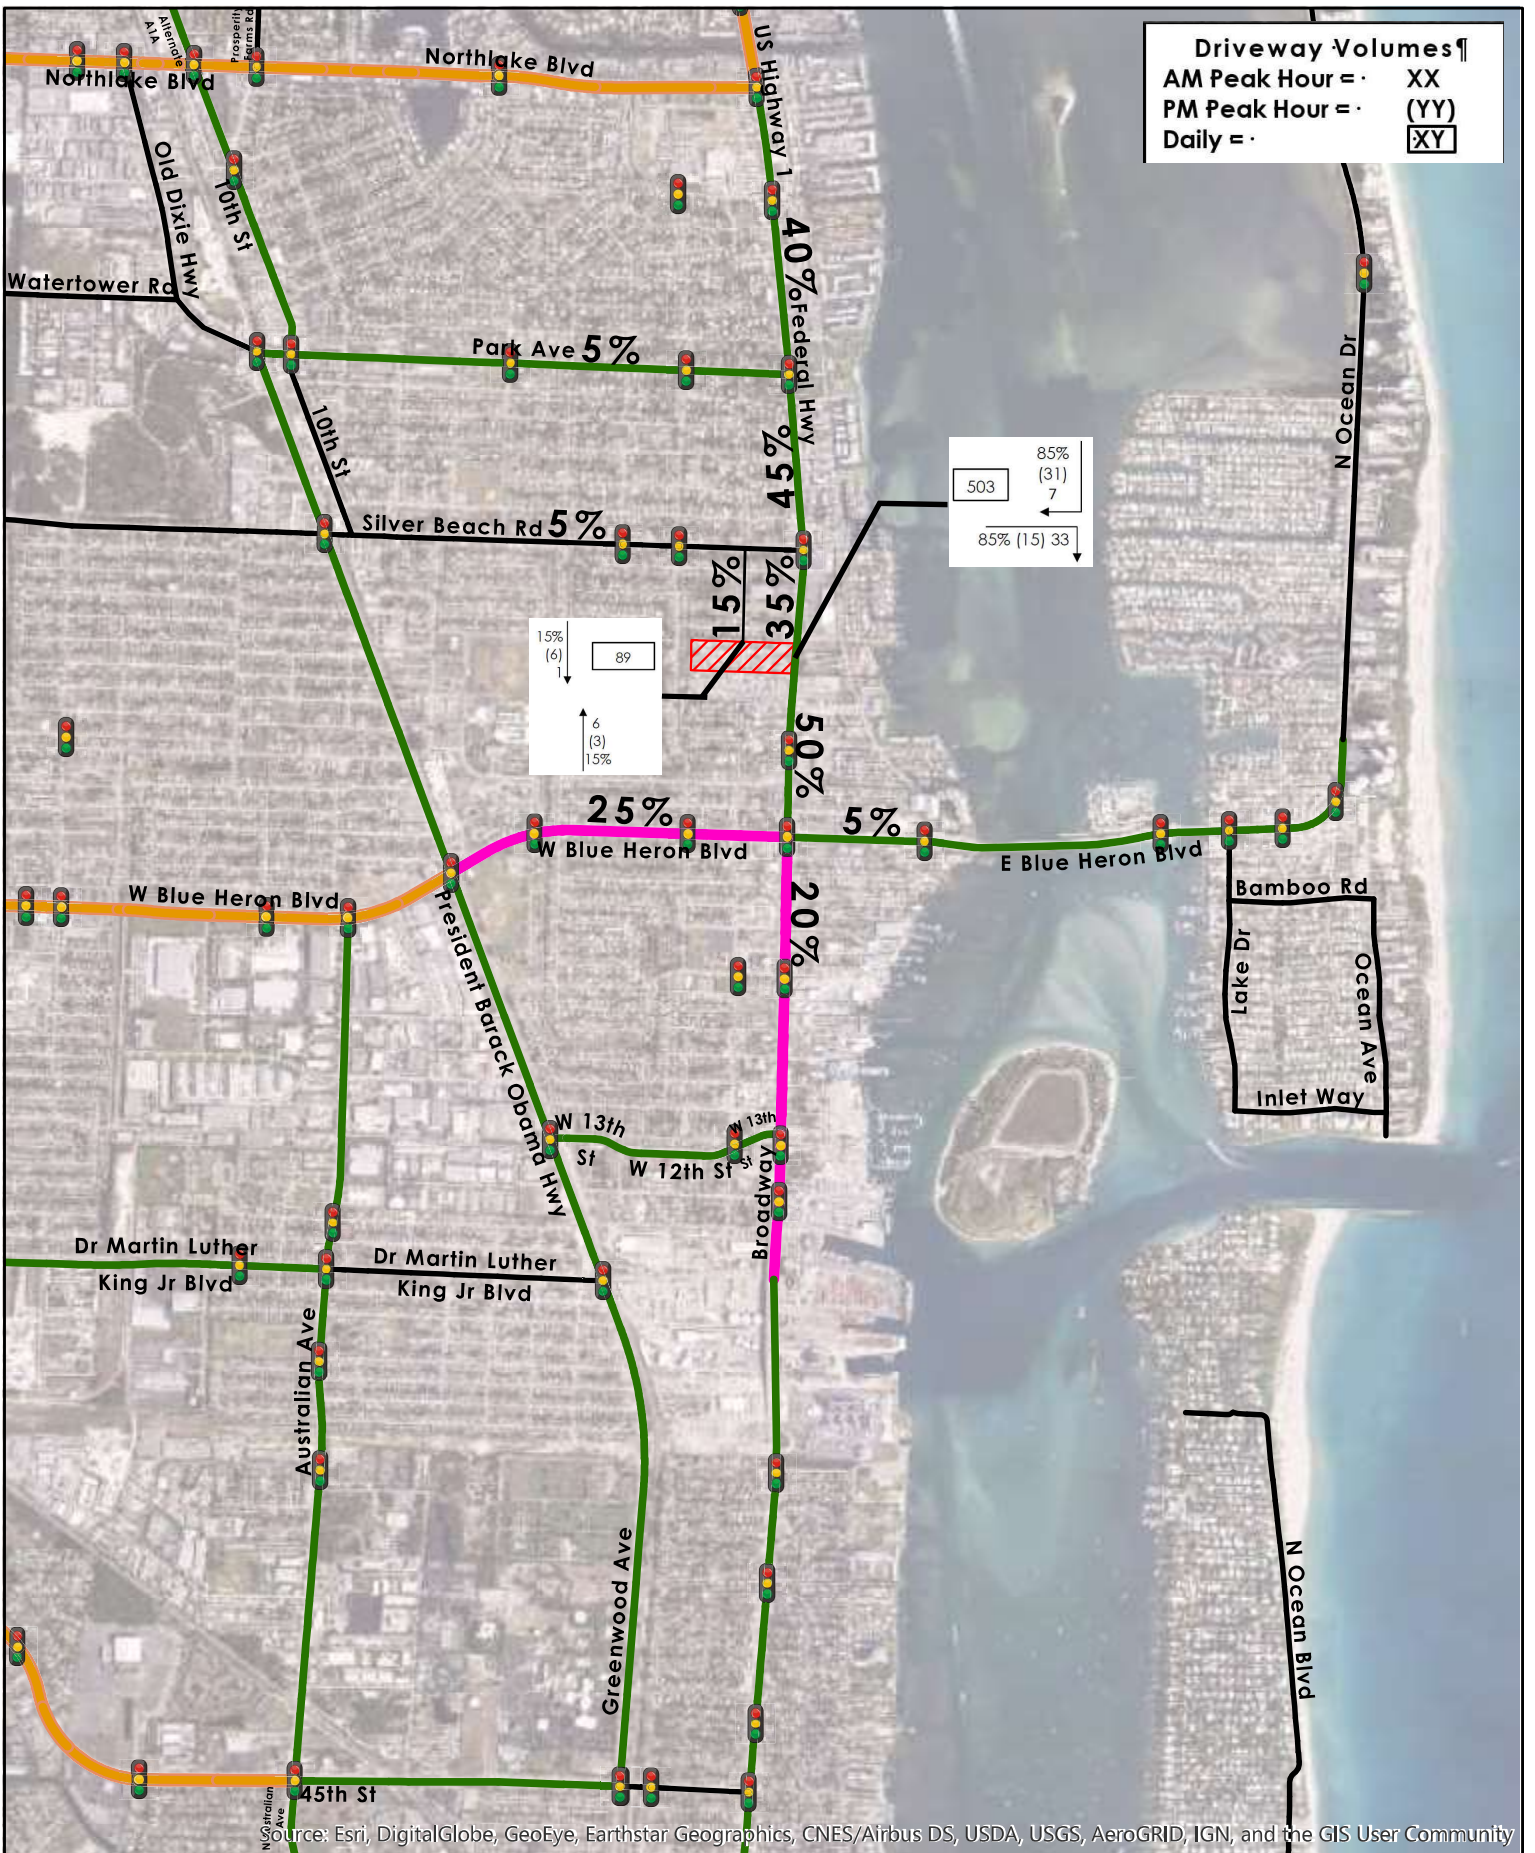 Driveway Volumes¶
AM Peak Hour = · XX
PM Peak Hour = · (YY)
Daily = · XY
Alternate
A1A
Prosperity
Farms Rd
US Highway 1
Northlake Blvd
Northlake Blvd
Old Dixie Hwy
10th St
40%
Federal Hwy
Watertower Rd
Park Ave 5%
N Ocean Dr
10th St
45%
85%
(31)
7
503
85% (15) 33
Silver Beach Rd 5%
15%
35%
15%
(6)
1
89
6
(3)
15%
50%
25%
5%
W Blue Heron Blvd
E Blue Heron Blvd
W Blue Heron Blvd
20%
Bamboo Rd
Lake Dr
Ocean Ave
Inlet Way
President Barack Obama Hwy
W 13th
St
W 12th St
W 13th
St
Broadway
Dr Martin Luther
King Jr Blvd
Dr Martin Luther
King Jr Blvd
Australian Ave
Greenwood Ave
N Ocean Blvd
45th St
N Australian
Ave
Source: Esri, DigitalGlobe, GeoEye, Earthstar Geographics, CNES/Airbus DS, USDA, USGS, AeroGRID, IGN, and the GIS User Community